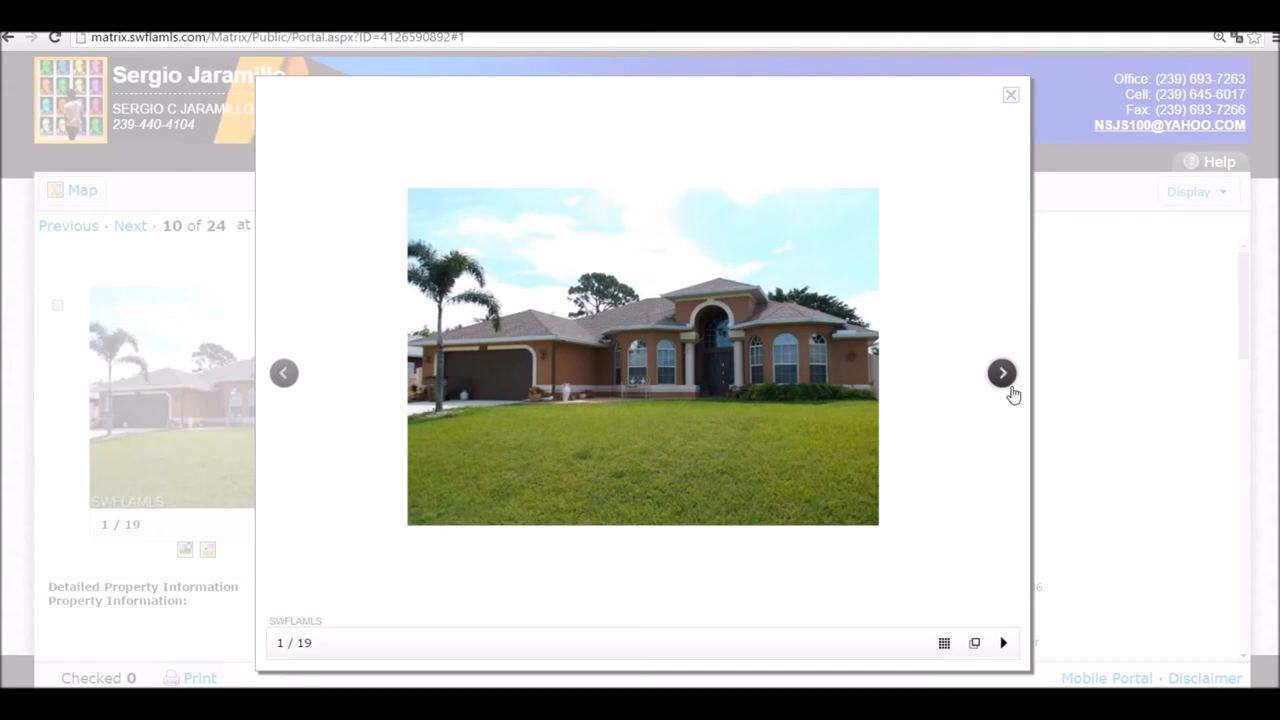 matrix.swflamls.com/Matrix/Public/Portal.aspx?ID=4126590892#1
Sergio Jaramillo
SERGIO C JARAMILLO
239-440-4104
Office: (239) 693-7263
Cell: (239) 645-6017
Fax: (239) 693-7266
NSJS100@YAHOO.COM
Help
Map
Display
Previous · Next · 10 of 24 at
SWFLAMLS
1 / 19
Detailed Property Information
Property Information:
SWFLAMLS
1 / 19
Checked 0
Print
Mobile Portal · Disclaimer